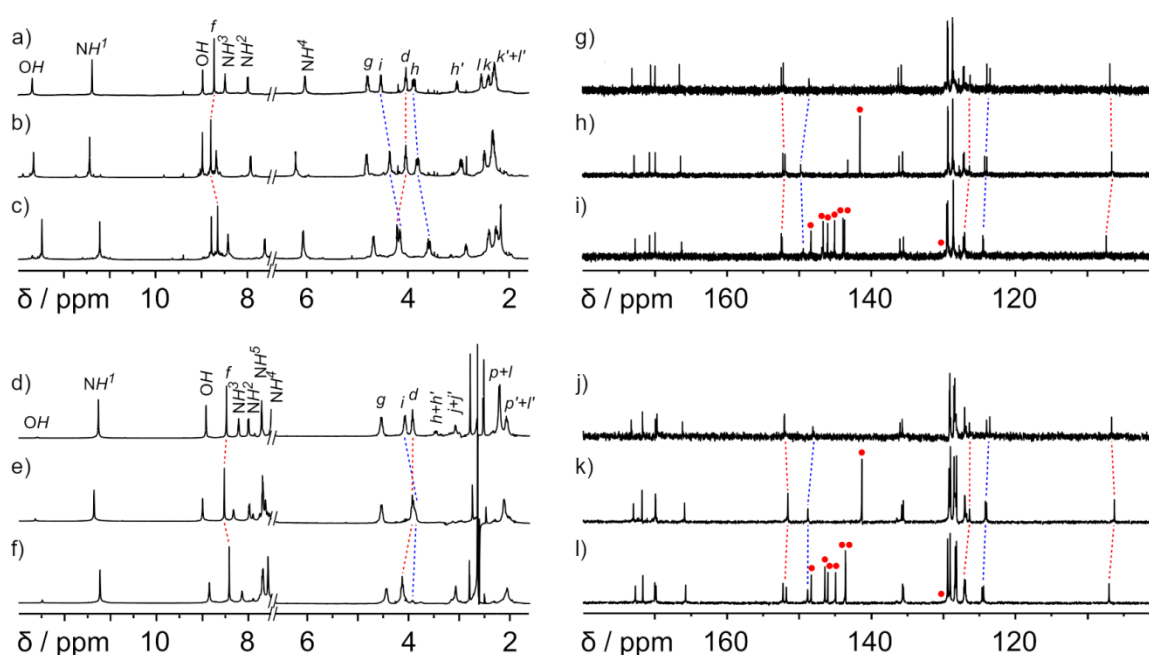 a)
OH
NH¹
OH
f
NH³
NH²
NH⁴
g
i
d
h
h'
l
k
k'+l'
b)
c)
δ / ppm
10
8
6
4
2
g)
h)
i)
δ / ppm
160
140
120
d)
OH
NH¹
OH
f
NH³
NH²
NH⁵
NH⁴
g
i
d
h+h'
j+j'
p+l
p'+l'
e)
f)
δ / ppm
10
8
6
4
2
j)
k)
l)
δ / ppm
160
140
120